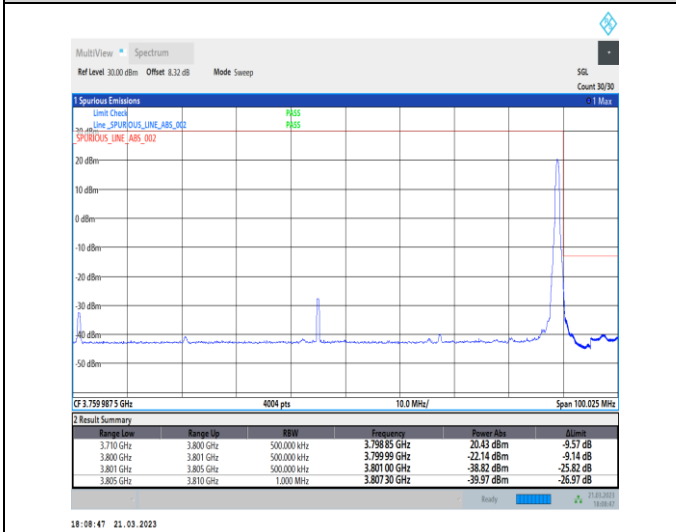 MultiView Spectrum
Ref Level 30.00 dBm Offset 8.32 dB Mode Sweep SGL
Count 30/30
1 Spurious Emissions 1 Max
Limit Check PASS
Line _SPURIOUS_LINE_ABS_002 PASS
30 dBm
_SPURIOUS_LINE_ABS_002
20 dBm
10 dBm
0 dBm
-10 dBm
-20 dBm
-30 dBm
-40 dBm
-50 dBm
CF 3.759 987 5 GHz 4004 pts 10.0 MHz/ Span 100.025 MHz
2 Result Summary
Range Low Range Up RBW Frequency Power Abs ΔLimit
3.710 GHz 3.800 GHz 500.000 kHz 3.798 85 GHz 20.43 dBm -9.57 dB
3.800 GHz 3.801 GHz 500.000 kHz 3.799 99 GHz -22.14 dBm -9.14 dB
3.801 GHz 3.805 GHz 500.000 kHz 3.801 00 GHz -38.82 dBm -25.82 dB
3.805 GHz 3.810 GHz 1.000 MHz 3.807 30 GHz -39.97 dBm -26.97 dB
Ready 21.03.2023
18:08:47
18:08:47 21.03.2023